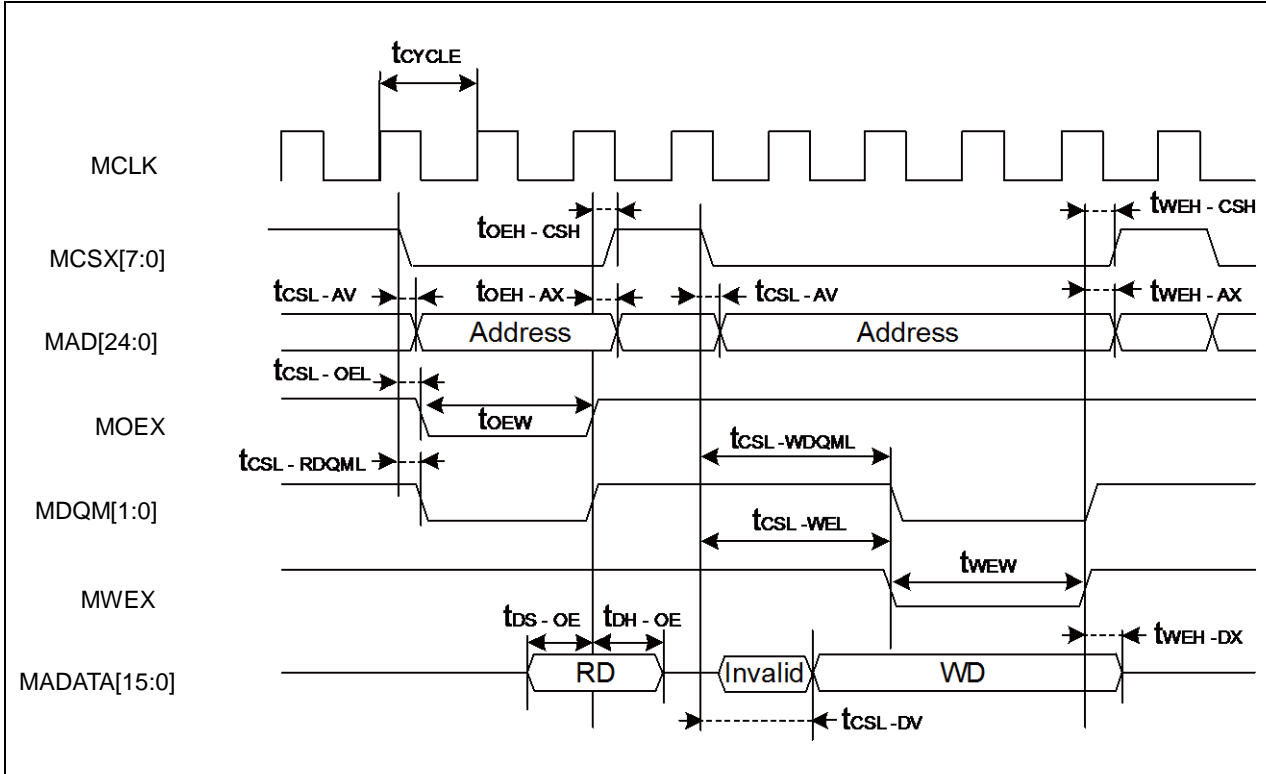 tCYCLE
MCLK
tOEH - CSH
tWEH - CSH
MCSX[7:0]
tCSL - AV
tOEH - AX
tCSL - AV
tWEH - AX
MAD[24:0]
Address
Address
tCSL - OEL
MOEX
tOEW
tCSL - RDQML
tCSL -WDQML
MDQM[1:0]
tCSL -WEL
MWEX
tWEW
tDS - OE
tDH - OE
tWEH -DX
MADATA[15:0]
RD
Invalid
WD
tCSL -DV